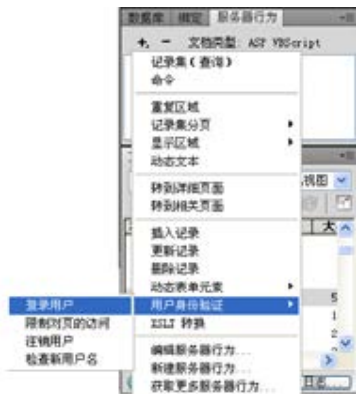 数据库 绑定 服务器行为
文档类型: ASP VBScript
记录集(查询)
命令
重复区域
记录集分页
显示区域
动态文本
转到详细页面
转到相关页面
插入记录
更新记录
删除记录
动态表单元素
用户身份验证
XSLT 转换
编辑服务器行为...
新建服务器行为...
获取更多服务器行为...
登录用户
限制对页的访问
注销用户
检查新用户名
视图
大
5
1
2
日志...